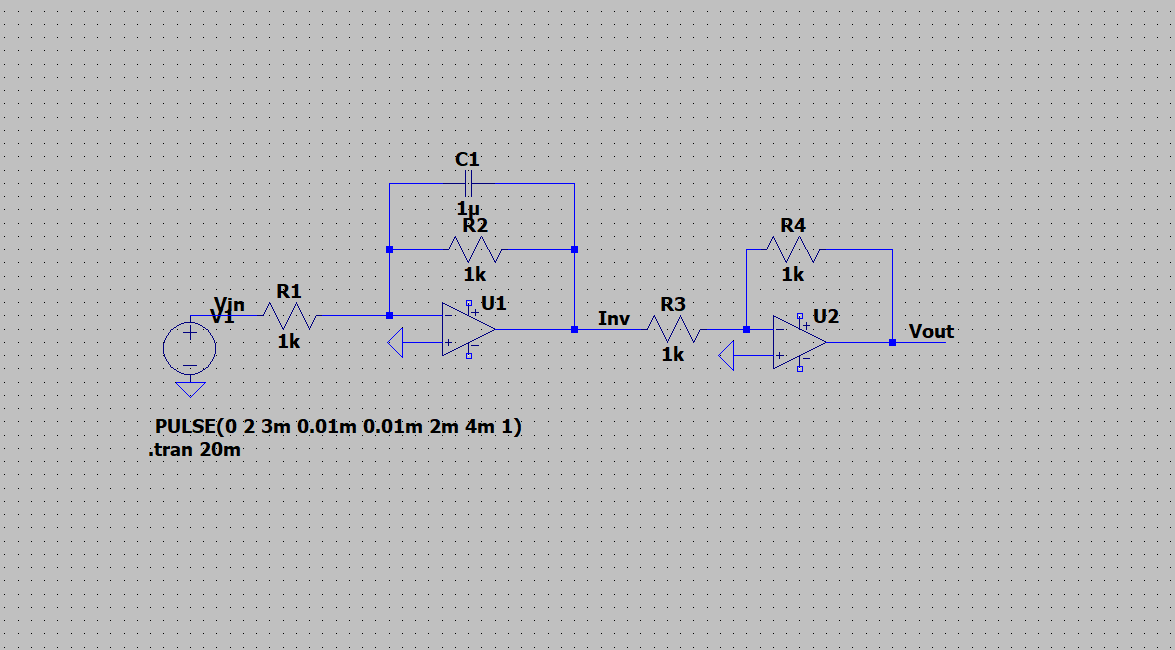 C1
1µ
R2
1k
R1
1k
Vin
V1
U1
Inv
R3
1k
R4
1k
U2
Vout
PULSE(0 2 3m 0.01m 0.01m 2m 4m 1)
.tran 20m